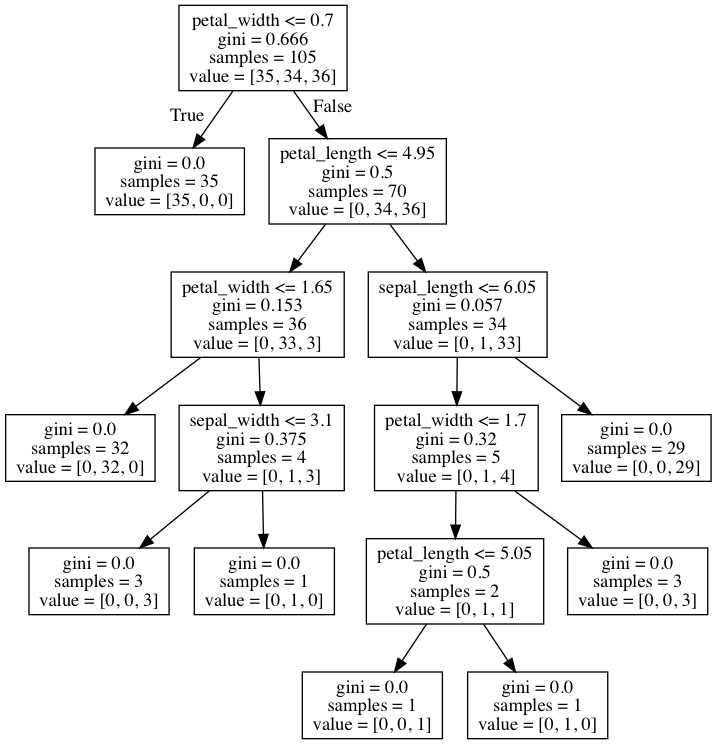 petal_width <= 0.7
gini = 0.666
samples = 105
value = [35, 34, 36]
True
False
gini = 0.0
samples = 35
value = [35, 0, 0]
petal_length <= 4.95
gini = 0.5
samples = 70
value = [0, 34, 36]
petal_width <= 1.65
gini = 0.153
samples = 36
value = [0, 33, 3]
sepal_length <= 6.05
gini = 0.057
samples = 34
value = [0, 1, 33]
gini = 0.0
samples = 32
value = [0, 32, 0]
sepal_width <= 3.1
gini = 0.375
samples = 4
value = [0, 1, 3]
petal_width <= 1.7
gini = 0.32
samples = 5
value = [0, 1, 4]
gini = 0.0
samples = 29
value = [0, 0, 29]
gini = 0.0
samples = 3
value = [0, 0, 3]
gini = 0.0
samples = 1
value = [0, 1, 0]
petal_length <= 5.05
gini = 0.5
samples = 2
value = [0, 1, 1]
gini = 0.0
samples = 3
value = [0, 0, 3]
gini = 0.0
samples = 1
value = [0, 0, 1]
gini = 0.0
samples = 1
value = [0, 1, 0]